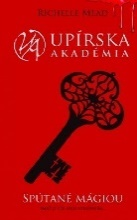 RICHELLE MEAD
UPÍRSKA
AKADÉMIA
SPÚTANÉ MÁGIOU